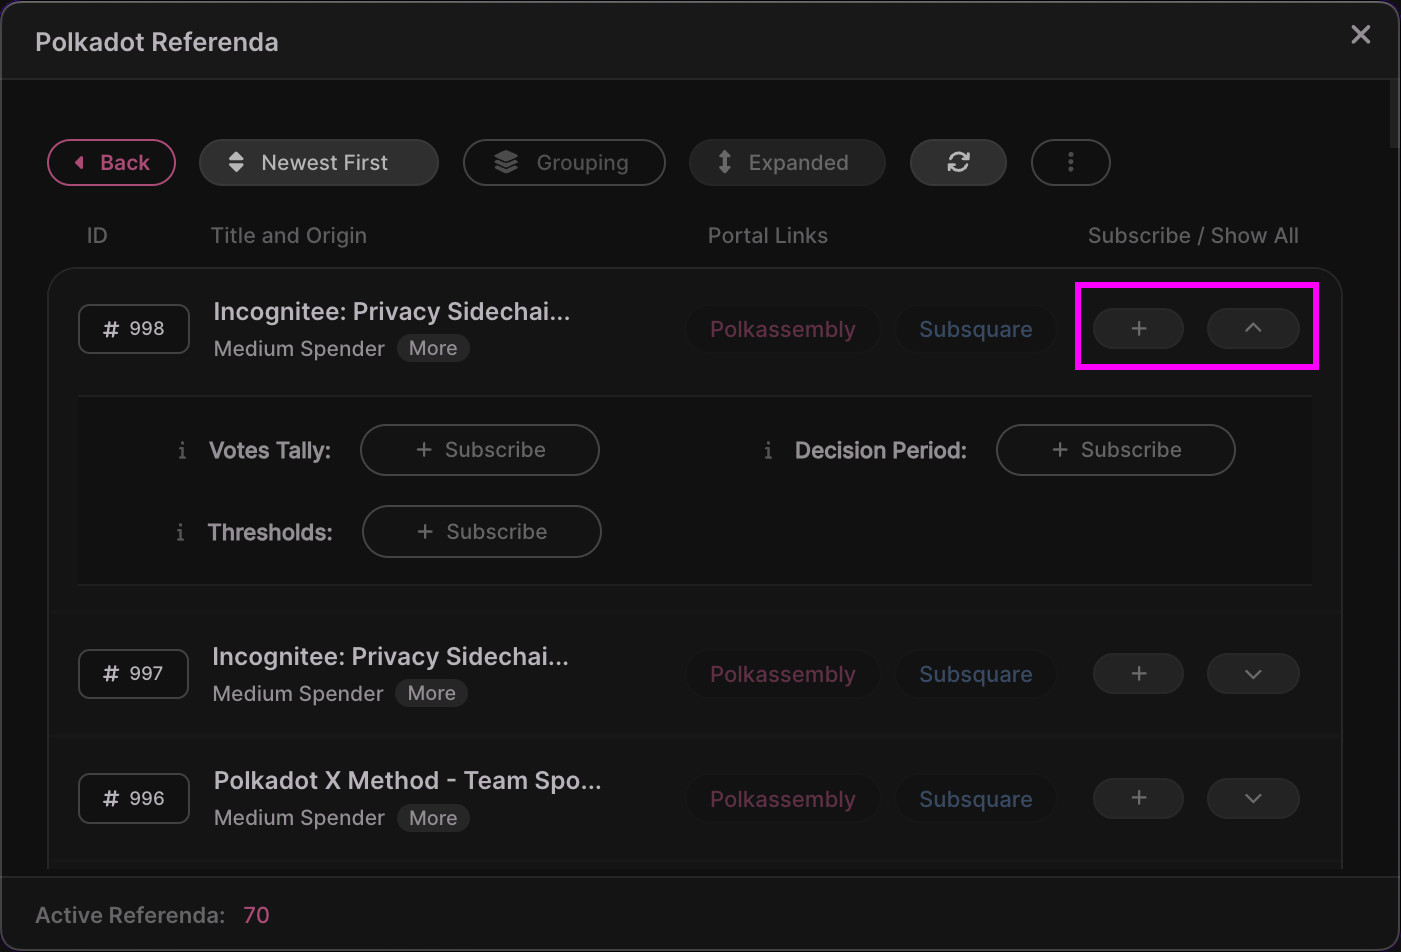 Polkadot Referenda
Back
Newest First
Grouping
Expanded
ID
Title and Origin
Portal Links
Subscribe / Show All
# 998
Incognitee: Privacy Sidechai...
Medium Spender
More
Polkassembly
Subsquare
+
i Votes Tally:
+ Subscribe
i Decision Period:
+ Subscribe
i Thresholds:
+ Subscribe
# 997
Incognitee: Privacy Sidechai...
Medium Spender
More
Polkassembly
Subsquare
+
# 996
Polkadot X Method - Team Spo...
Medium Spender
More
Polkassembly
Subsquare
+
Active Referenda: 70